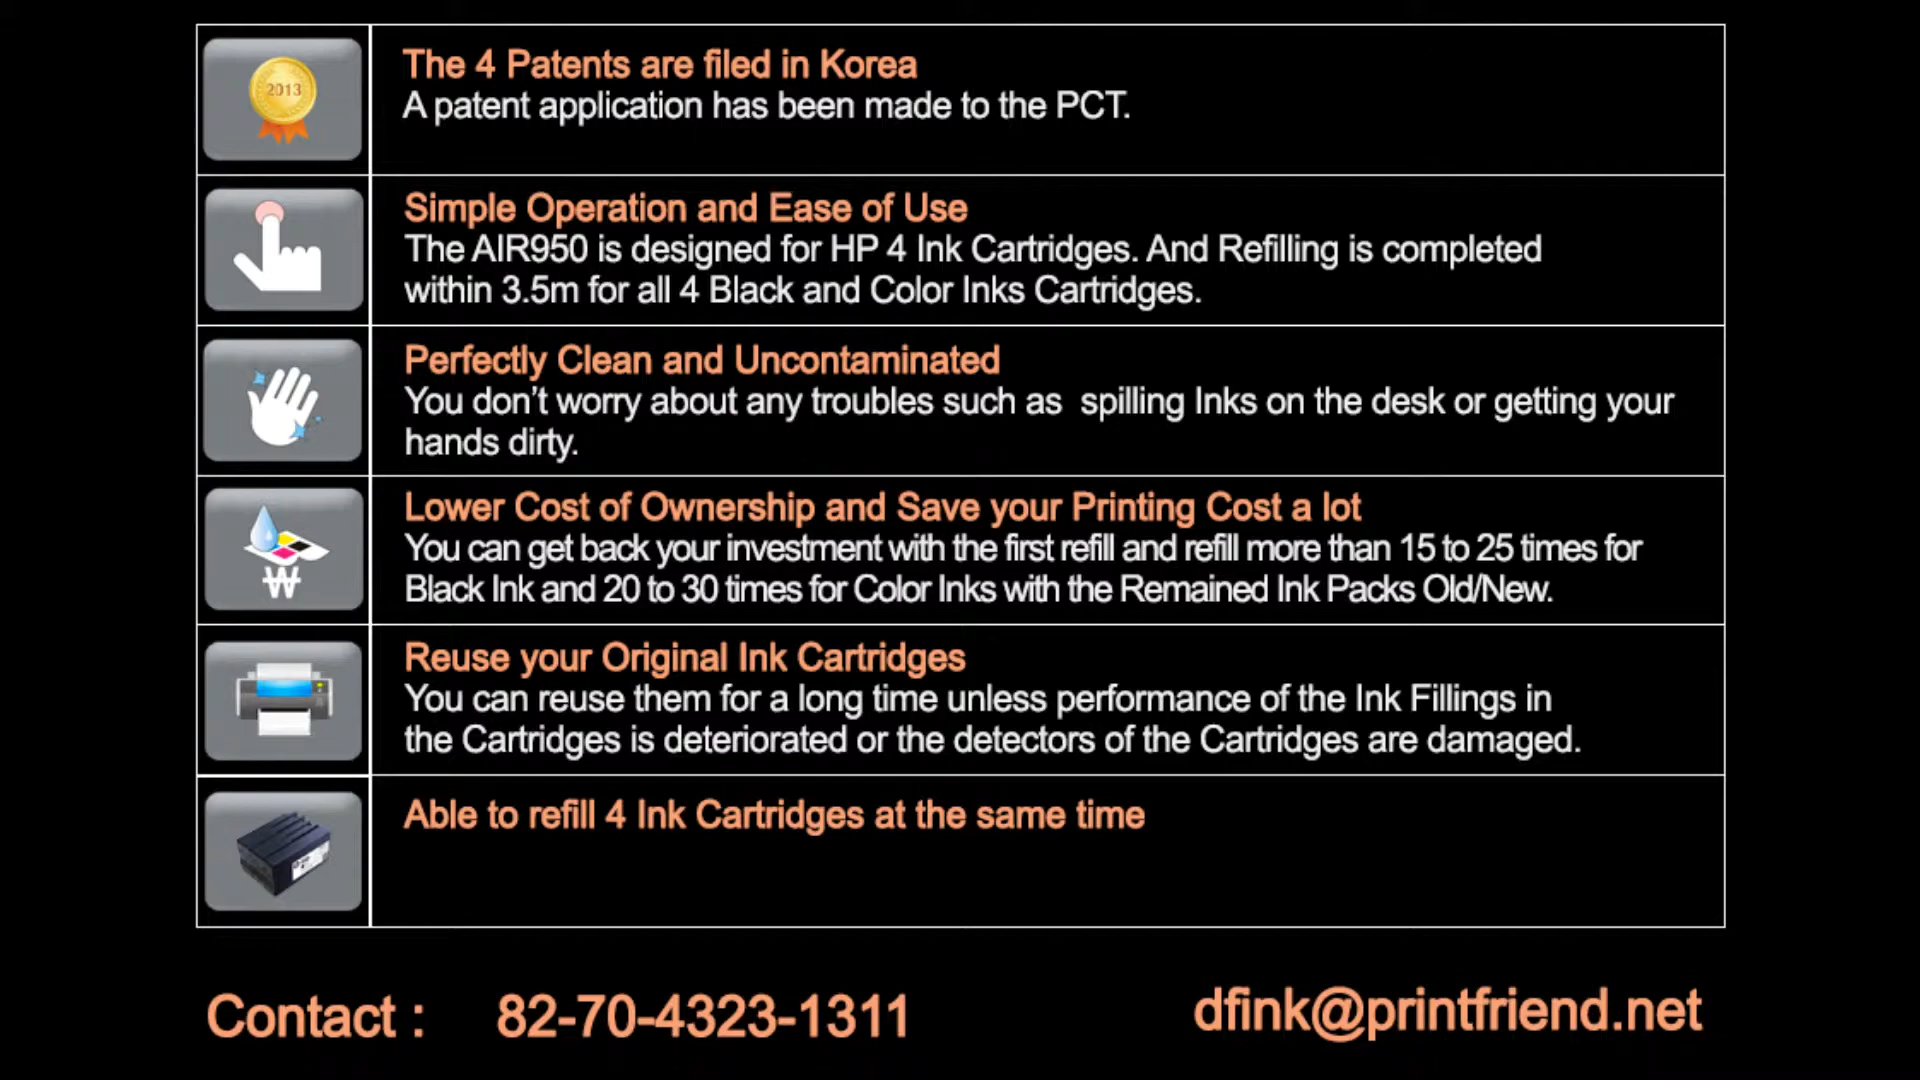 2013
The 4 Patents are filed in Korea
A patent application has been made to the PCT.
Simple Operation and Ease of Use
The AIR950 is designed for HP 4 Ink Cartridges. And Refilling is completed
within 3.5m for all 4 Black and Color Inks Cartridges.
Perfectly Clean and Uncontaminated
You don’t worry about any troubles such as  spilling Inks on the desk or getting your
hands dirty.
Lower Cost of Ownership and Save your Printing Cost a lot
You can get back your investment with the first refill and refill more than 15 to 25 times for
Black Ink and 20 to 30 times for Color Inks with the Remained Ink Packs Old/New.
₩
Reuse your Original Ink Cartridges
You can reuse them for a long time unless performance of the Ink Fillings in
the Cartridges is deteriorated or the detectors of the Cartridges are damaged.
Able to refill 4 Ink Cartridges at the same time
Contact : 82-70-4323-1311 dfink@printfriend.net